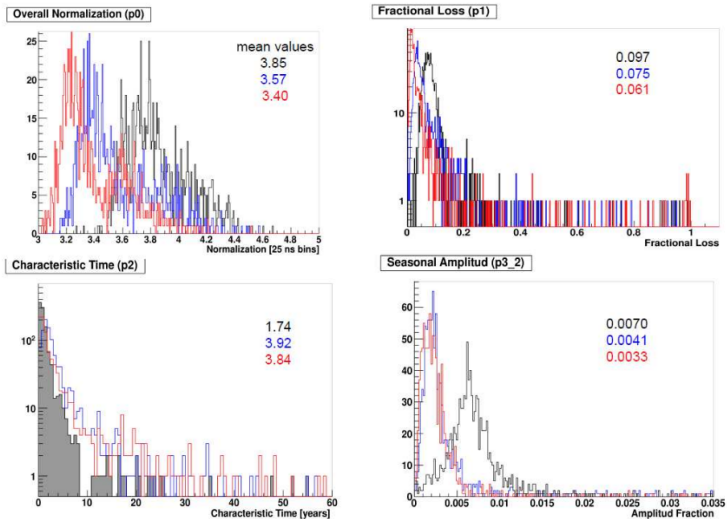 Overall Normalization (p0)
mean values
3.85
3.57
3.40
25
20
15
10
5
0
3 3.2 3.4 3.6 3.8 4 4.2 4.4 4.6 4.8 5
Normalization [25 ns bins]
Fractional Loss (p1)
0.097
0.075
0.061
10
1
0 0.2 0.4 0.6 0.8 1
Fractional Loss
Characteristic Time (p2)
1.74
3.92
3.84
10²
10
1
0 10 20 30 40 50 60
Characteristic Time [years]
Seasonal Amplitud (p3_2)
0.0070
0.0041
0.0033
60
50
40
30
20
10
0
0 0.005 0.01 0.015 0.02 0.025 0.03 0.035
Amplitud Fraction